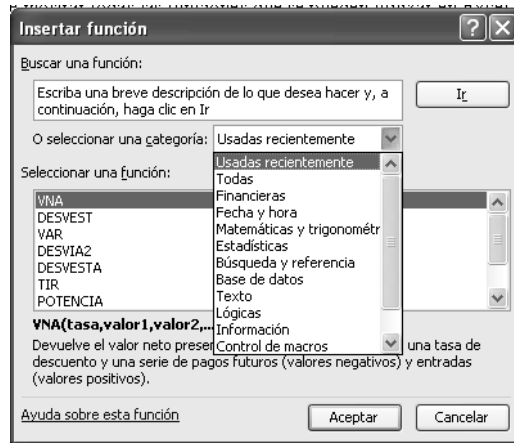 Insertar función
Buscar una función:
Escriba una breve descripción de lo que desea hacer y, a
continuación, haga clic en Ir
Ir
O seleccionar una categoría: Usadas recientemente
Usadas recientemente
Todas
Financieras
Fecha y hora
Matemáticas y trigonométr
Estadísticas
Búsqueda y referencia
Base de datos
Texto
Lógicas
Información
Control de macros
Seleccionar una función:
VNA
DESVEST
VAR
DESVIA2
DESVESTA
TIR
POTENCIA
VNA(tasa,valor1,valor2,...
Devuelve el valor neto preser una tasa de
descuento y una serie de pagos futuros (valores negativos) y entradas
(valores positivos).
Ayuda sobre esta función
Aceptar
Cancelar